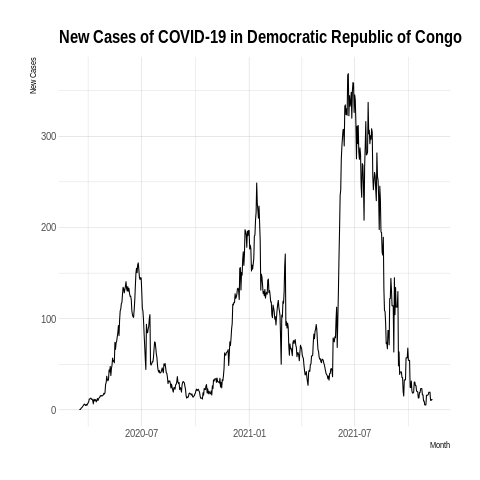 New Cases of COVID-19 in Democratic Republic of Congo
New Cases
300
200
100
0
2020-07 2021-01 2021-07
Month